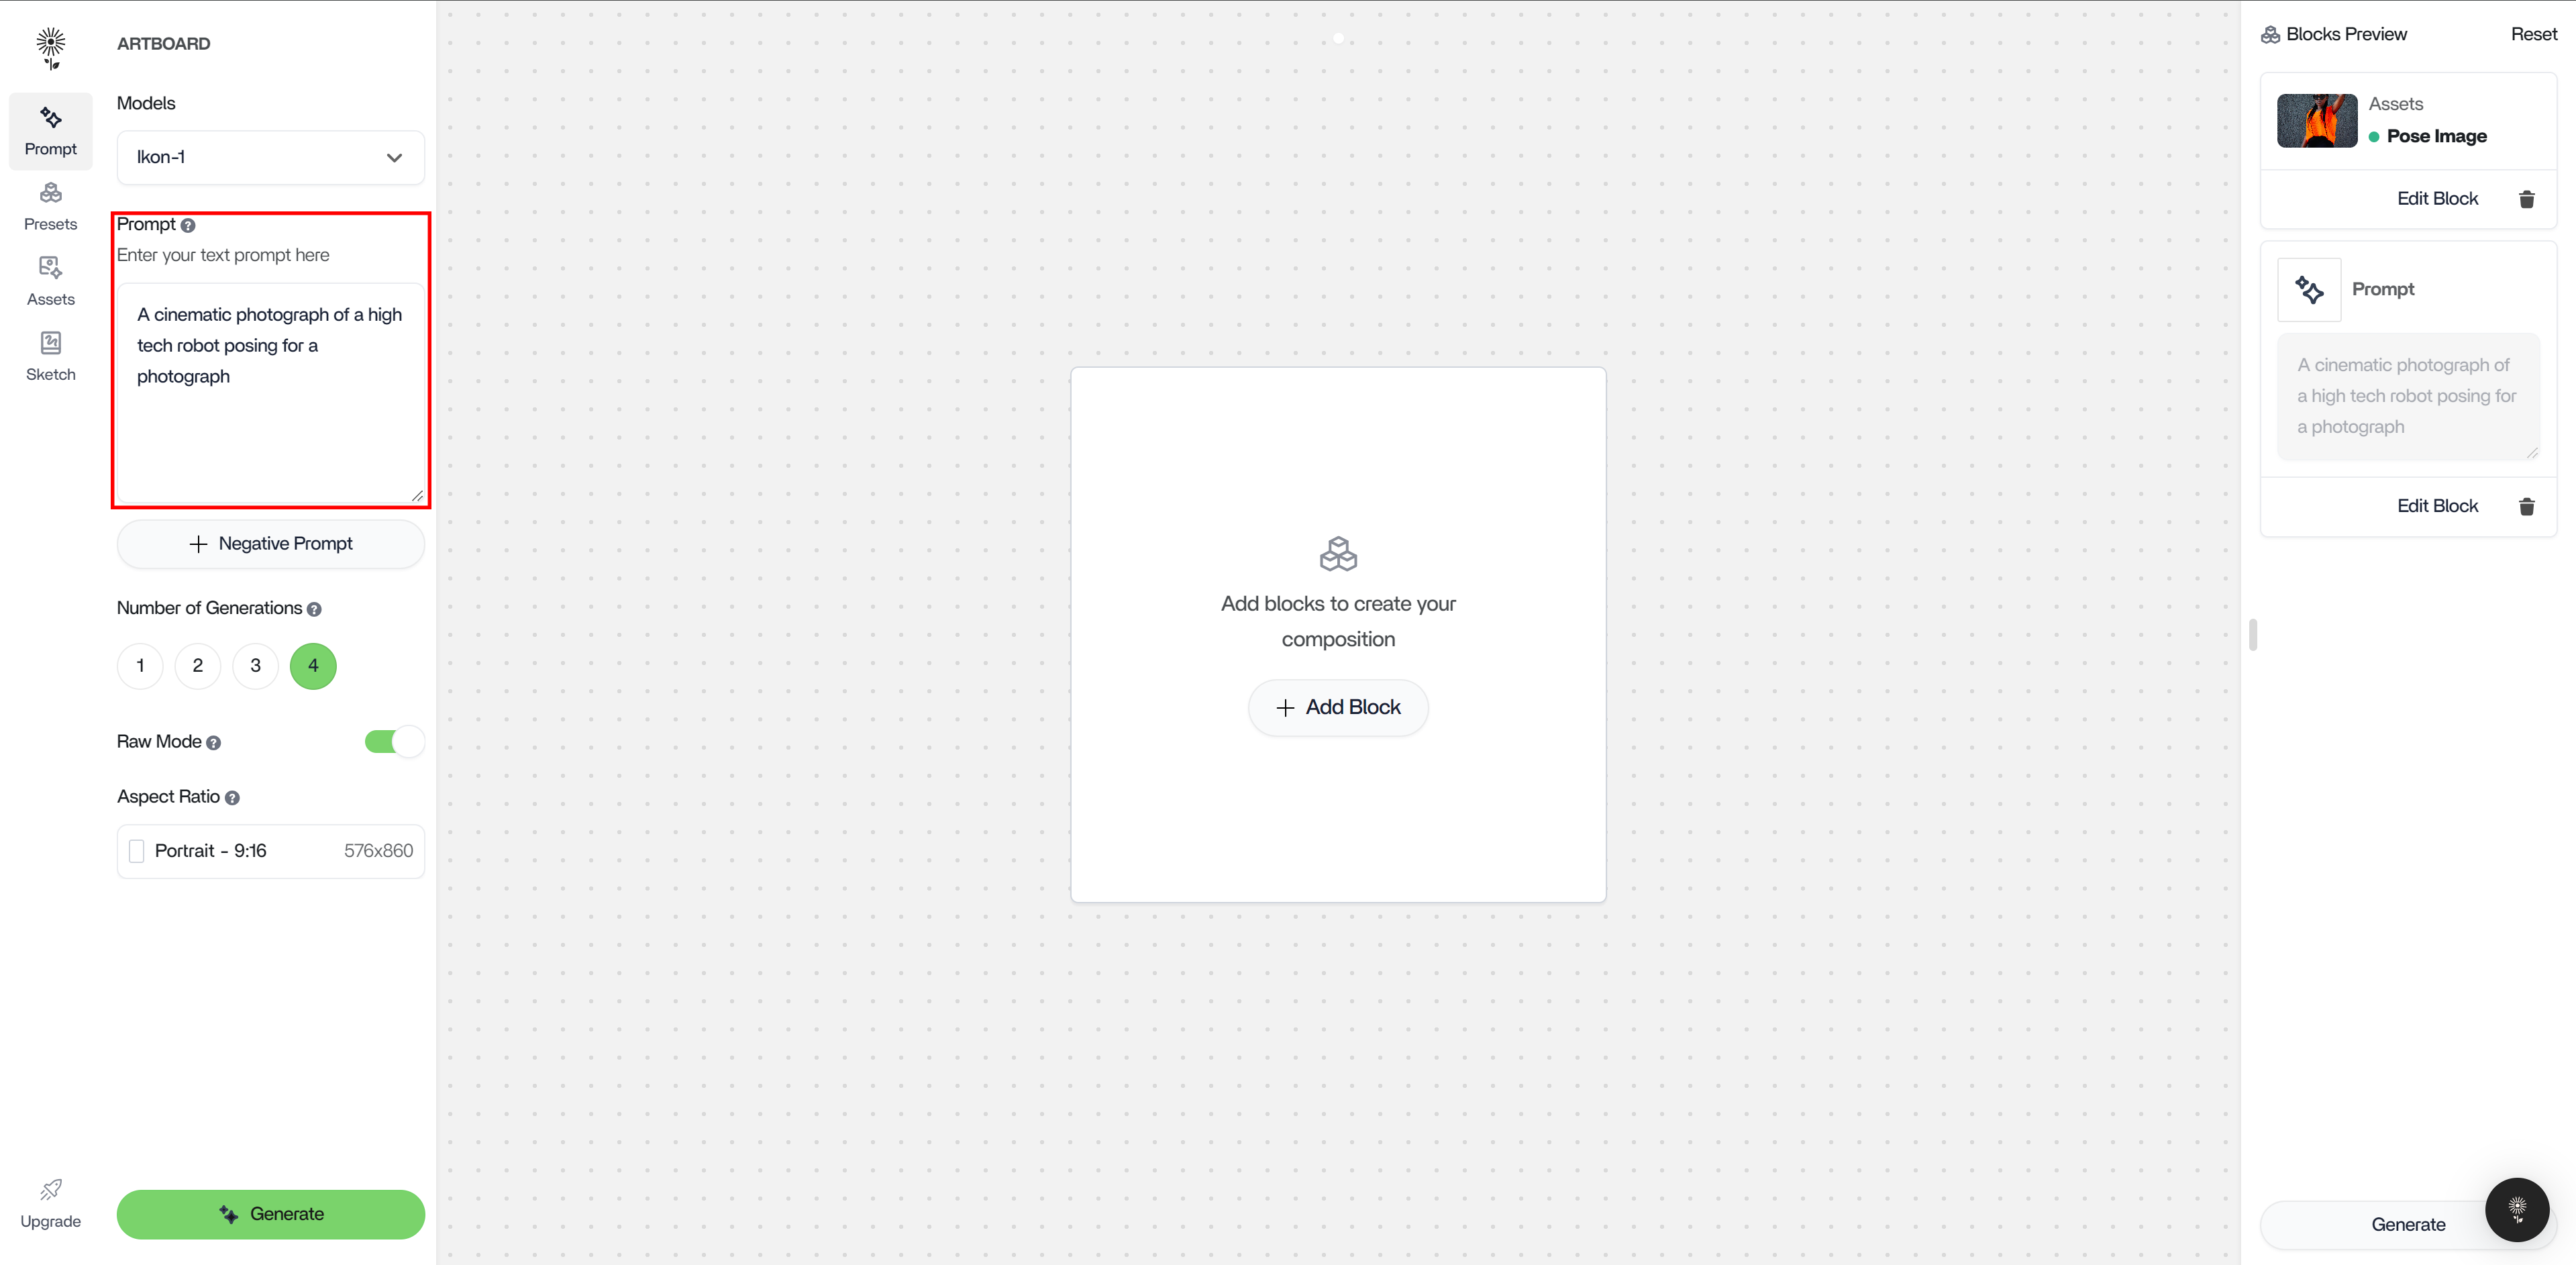 ARTBOARD
Prompt
Presets
Assets
Sketch
Upgrade
Models
Ikon-1
Prompt ?
Enter your text prompt here
A cinematic photograph of a high
tech robot posing for a
photograph
+ Negative Prompt
Number of Generations ?
1 2 3 4
Raw Mode ?
Aspect Ratio ?
Portrait - 9:16 576x860
Generate
Add blocks to create your
composition
+ Add Block
Blocks Preview Reset
Assets
Pose Image
Edit Block
Prompt
A cinematic photograph of
a high tech robot posing for
a photograph
Edit Block
Generate